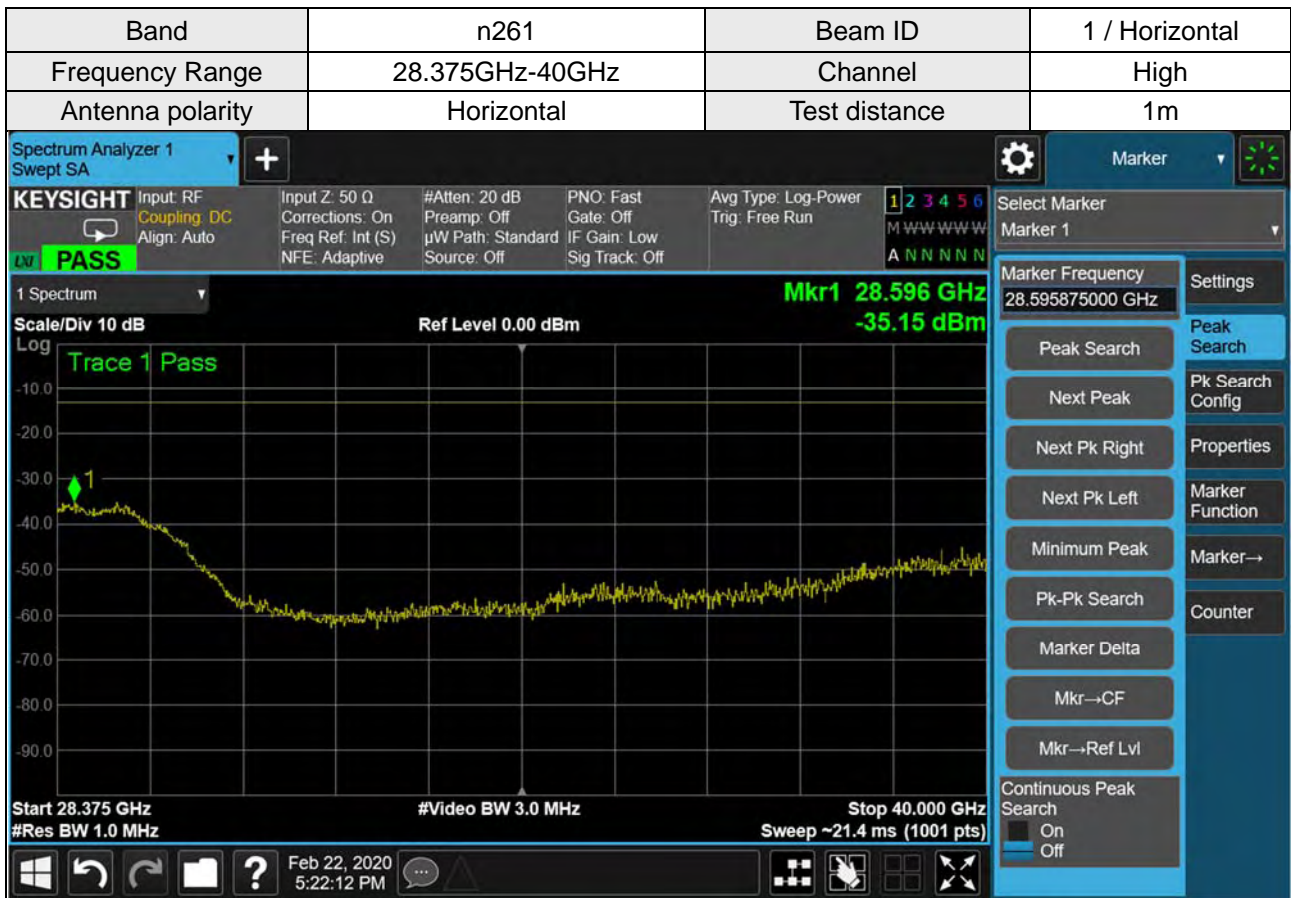 Band n261 Beam ID 1 / Horizontal
Frequency Range 28.375GHz-40GHz Channel High
Antenna polarity Horizontal Test distance 1m
Spectrum Analyzer 1
Swept SA
Marker
KEYSIGHT
LXI PASS
Input: RF
Coupling: DC
Align: Auto
Input Z: 50 Ω
Corrections: On
Freq Ref: Int (S)
NFE: Adaptive
#Atten: 20 dB
Preamp: Off
µW Path: Standard
Source: Off
PNO: Fast
Gate: Off
IF Gain: Low
Sig Track: Off
Avg Type: Log-Power
Trig: Free Run
1 2 3 4 5 6
M W W W W W
A N N N N N
Select Marker
Marker 1
1 Spectrum
Mkr1 28.596 GHz
Scale/Div 10 dB Ref Level 0.00 dBm -35.15 dBm
Log
Trace 1 Pass
-10.0
-20.0
-30.0
1
-40.0
-50.0
-60.0
-70.0
-80.0
-90.0
Start 28.375 GHz #Video BW 3.0 MHz Stop 40.000 GHz
#Res BW 1.0 MHz Sweep ~21.4 ms (1001 pts)
Marker Frequency
28.595875000 GHz
Peak Search
Next Peak
Next Pk Right
Next Pk Left
Minimum Peak
Pk-Pk Search
Marker Delta
Mkr→CF
Mkr→Ref Lvl
Continuous Peak
Search
On
Off
Settings
Peak
Search
Pk Search
Config
Properties
Marker
Function
Marker→
Counter
?
Feb 22, 2020
5:22:12 PM